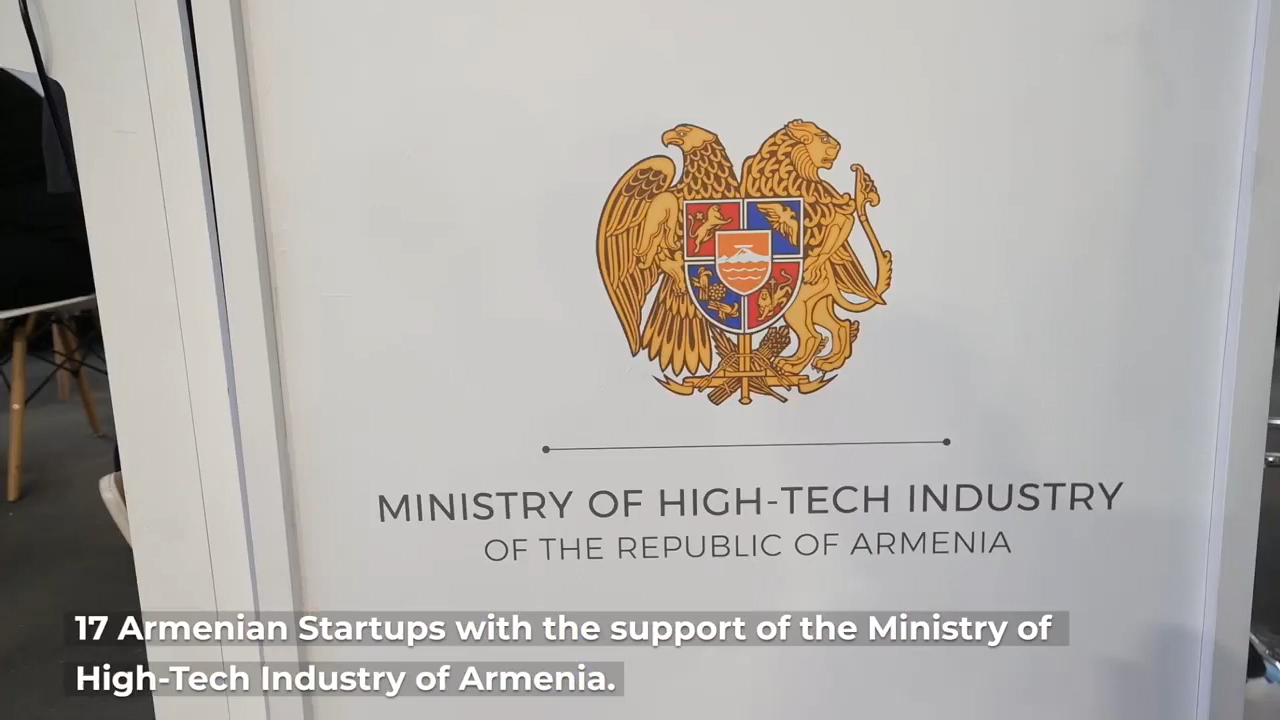 MINISTRY OF HIGH-TECH INDUSTRY
OF THE REPUBLIC OF ARMENIA
17 Armenian Startups with the support of the Ministry of
High-Tech Industry of Armenia.